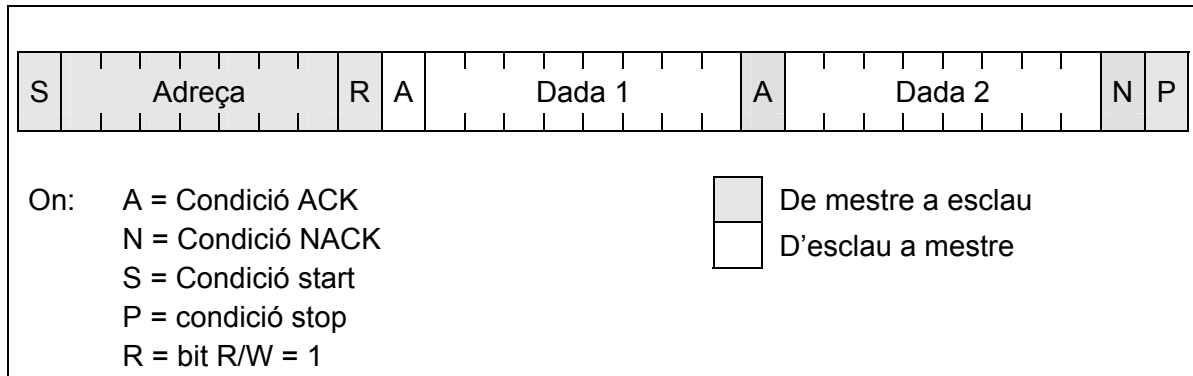 S Adreça R A Dada 1 A Dada 2 N P
On: A = Condició ACK De mestre a esclau
N = Condició NACK D'esclau a mestre
S = Condició start
P = condició stop
R = bit R/W = 1